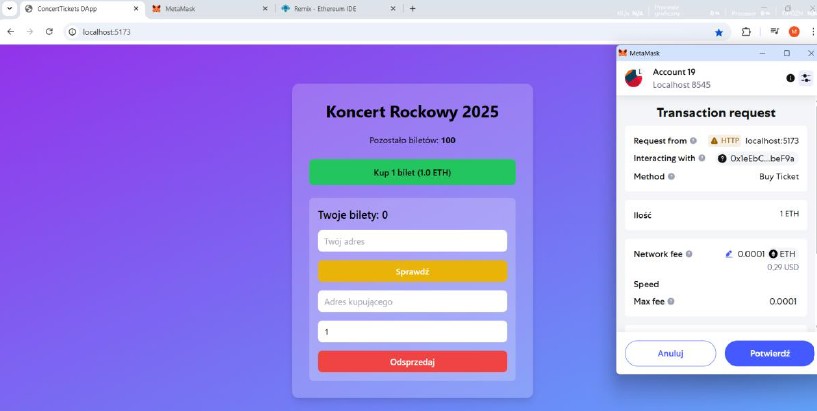 ConcertTickets DApp
MetaMask
Remix - Ethereum IDE
localhost:5173
M
Koncert Rockowy 2025
Pozostało biletów: 100
Kup 1 bilet (1.0 ETH)
Twoje bilety: 0
Twój adres
Sprawdź
Adres kupującego
1
Odsprzedaj
MetaMask
Account 19
Localhost 8545
Transaction request
Request from HTTP localhost:5173
Interacting with 0x1eEbC...beF9a
Method Buy Ticket
Ilość 1 ETH
Network fee 0.0001 ETH
0,29 USD
Speed
Max fee 0.0001
Anuluj Potwierdź